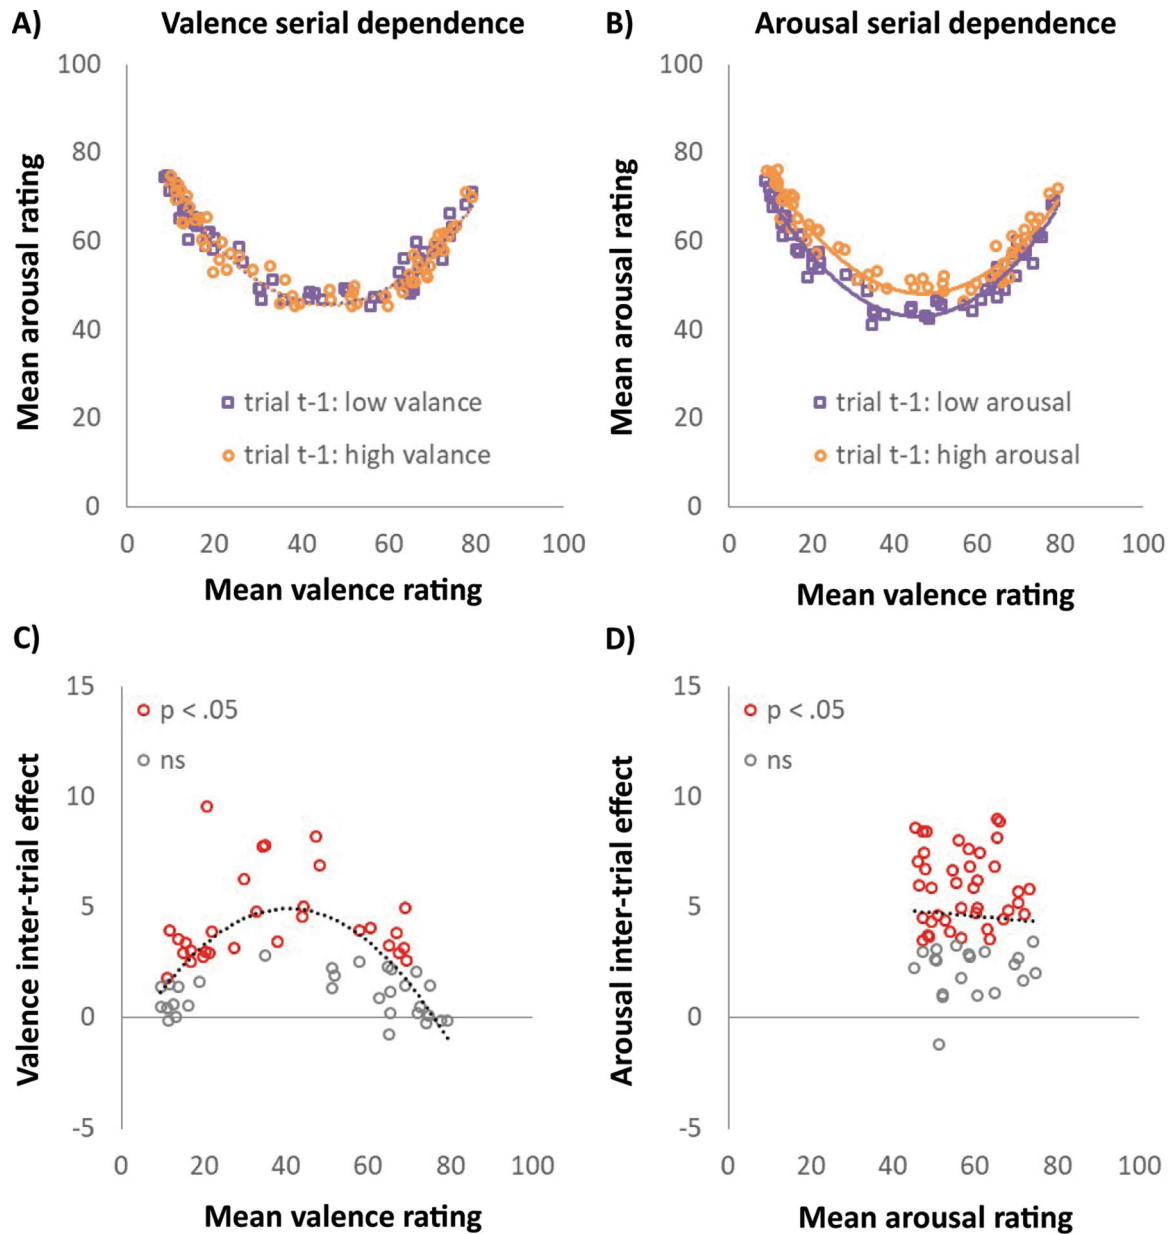 A) Valence serial dependence
100
80
60
40
20
0
Mean arousal rating
trial t-1: low valance
trial t-1: high valance
0 20 40 60 80 100
Mean valence rating
B) Arousal serial dependence
100
80
60
40
20
0
Mean arousal rating
trial t-1: low arousal
trial t-1: high arousal
0 20 40 60 80 100
Mean valence rating
C)
15
10
5
0
-5
Valence inter-trial effect
p < .05
ns
0 20 40 60 80 100
Mean valence rating
D)
15
10
5
0
-5
Arousal inter-trial effect
p < .05
ns
0 20 40 60 80 100
Mean arousal rating